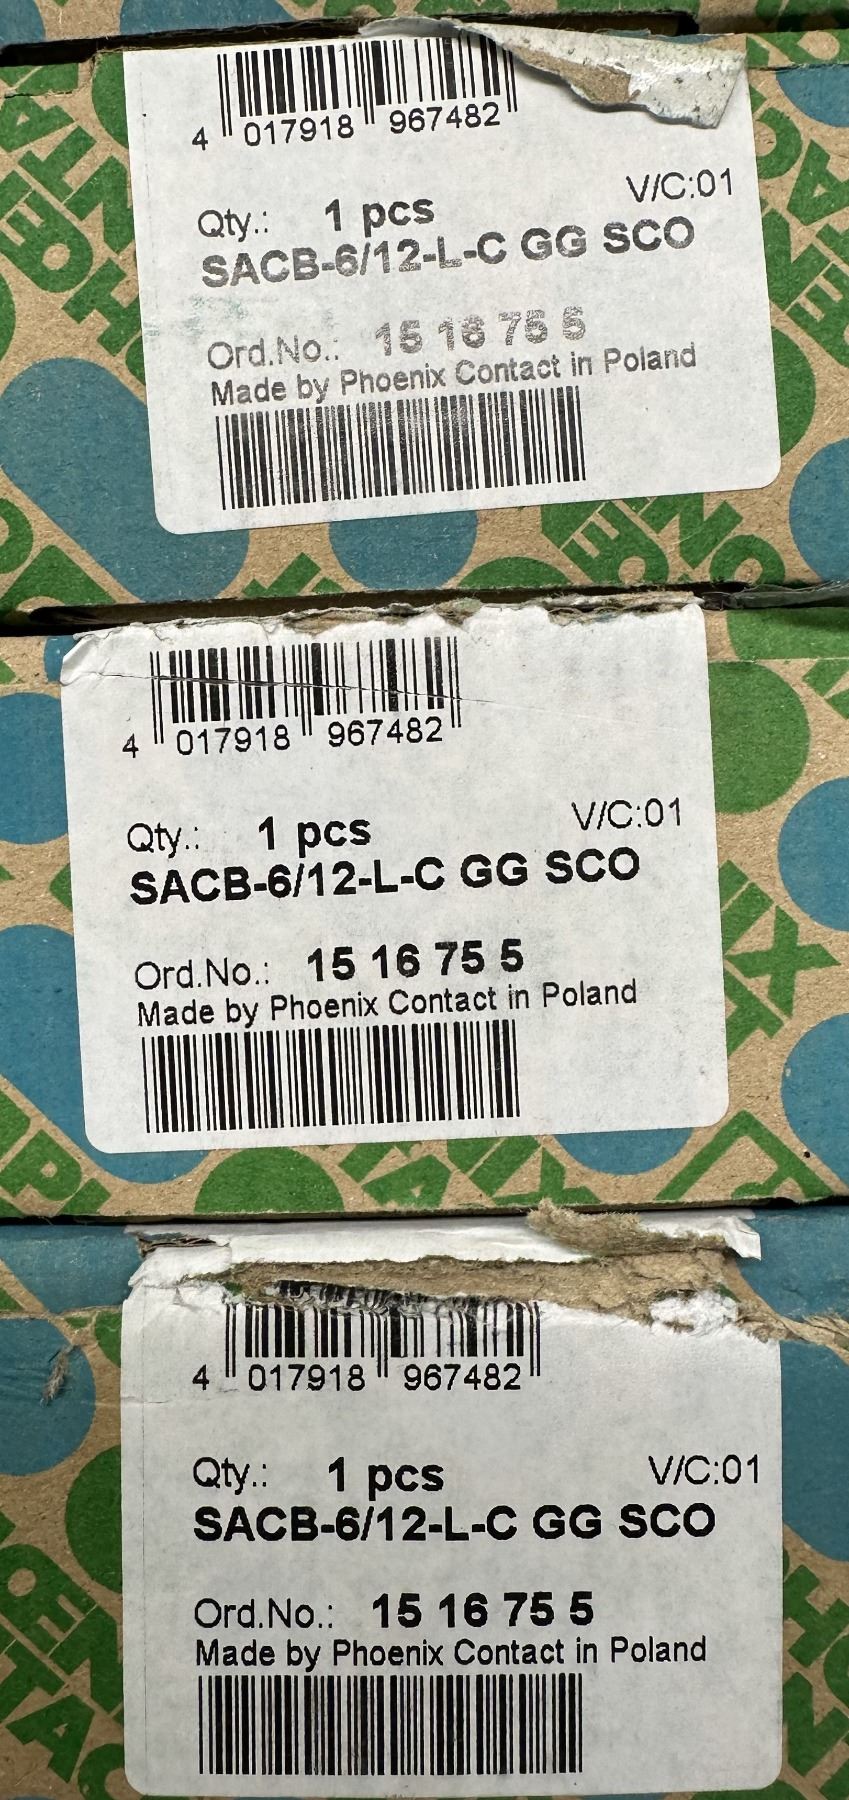 4 017918 967482
V/C:01
Qty.: 1 pcs
SACB-6/12-L-C GG SCO
Ord.No.: 15 16 75 5
Made by Phoenix Contact in Poland
4 017918 967482
V/C:01
Qty.: 1 pcs
SACB-6/12-L-C GG SCO
Ord.No.: 15 16 75 5
Made by Phoenix Contact in Poland
4 017918 967482
Qty.: 1 pcs V/C:01
SACB-6/12-L-C GG SCO
Ord.No.: 15 16 75 5
Made by Phoenix Contact in Poland